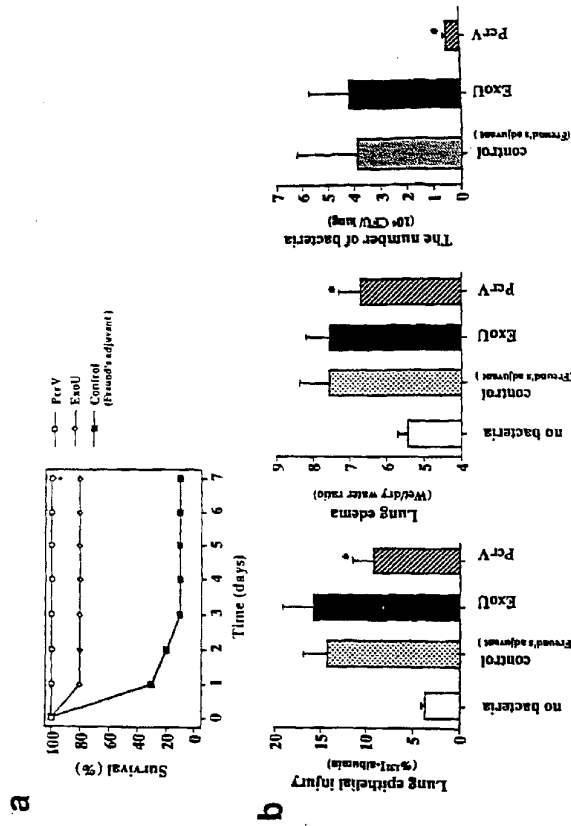 a
PcrV
ExoU
Control
(Freund's adjuvant)
Survival (%)
100
80
60
40
20
0
0 1 2 3 4 5 6 7
Time (days)
b
Lung epithelial injury
(%¹³¹I-albumin)
20
15
10
5
0
no bacteria
control
(Freund's adjuvant)
ExoU
PcrV
*
Lung edema
(Wet/dry water ratio)
9
8
7
6
5
4
no bacteria
control
(Freund's adjuvant)
ExoU
PcrV
*
The number of bacteria
(10⁴ CFU/lung)
7
6
5
4
3
2
1
0
control
(Freund's adjuvant)
ExoU
PcrV
*